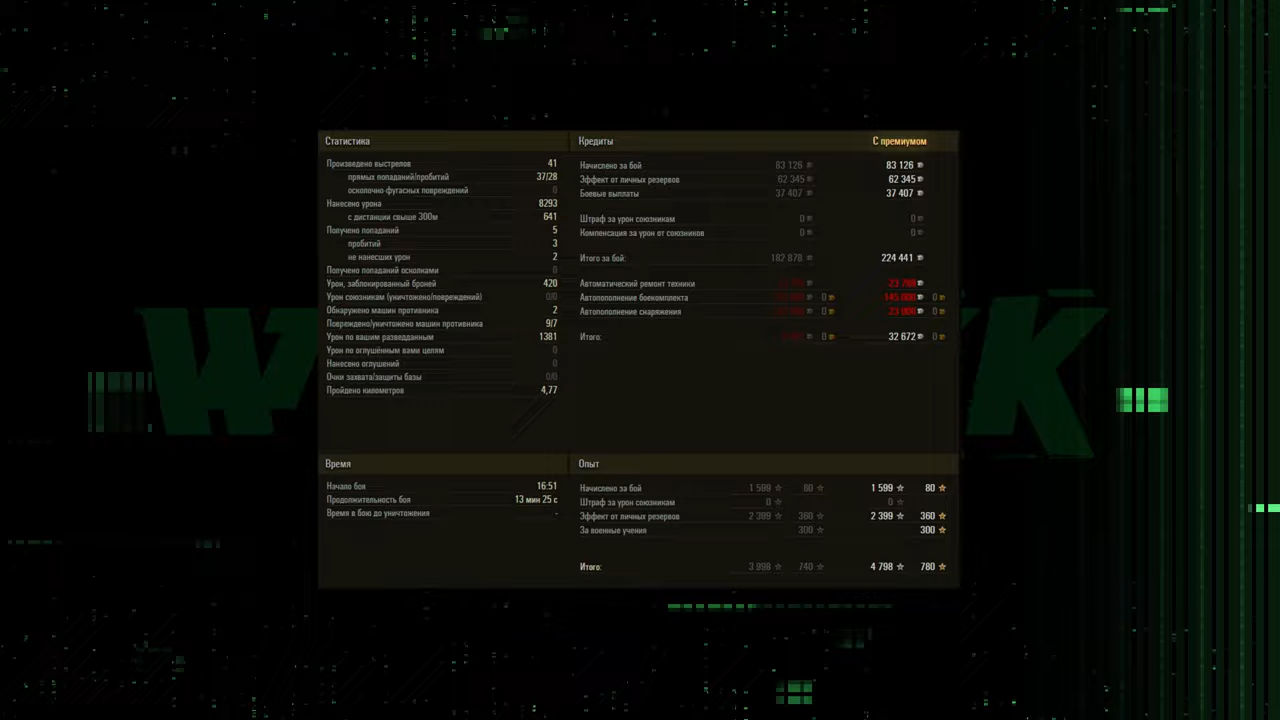 Статистика
Произведено выстрелов 41
прямых попаданий/пробитий 37/28
осколочно-фугасных повреждений 0
Нанесено урона 8293
с дистанции свыше 300м 641
Получено попаданий 5
пробитий 3
не нанесших урон 2
Получено попаданий осколками 0
Урон, заблокированный броней 420
Урон союзникам (уничтожено/повреждений) 0/0
Обнаружено машин противника 2
Повреждено/уничтожено машин противника 9/7
Урон по вашим разведданным 1381
Урон по оглушённым вами целям 0
Нанесено оглушений 0
Очки захвата/защиты базы 0/0
Пройдено километров 4,77
Кредиты С премиумом
Начислено за бой 83 126 83 126
Эффект от личных резервов 62 345 62 345
Боевые выплаты 37 407 37 407
Штраф за урон союзникам 0 0
Компенсация за урон от союзников 0 0
Итого за бой: 182 878 224 441
Автоматический ремонт техники
Автопополнение боекомплекта 0 0
Автопополнение снаряжения 0 0
Итого: 0 32 672 0
Время
Начало боя 16:51
Продолжительность боя 13 мин 25 с
Время в бою до уничтожения -
Опыт
Начислено за бой 1 599 80 1 599 80
Штраф за урон союзникам 0 0
Эффект от личных резервов 2 399 360 2 399 360
За военные учения 300 300
Итого: 3 998 740 4 798 780